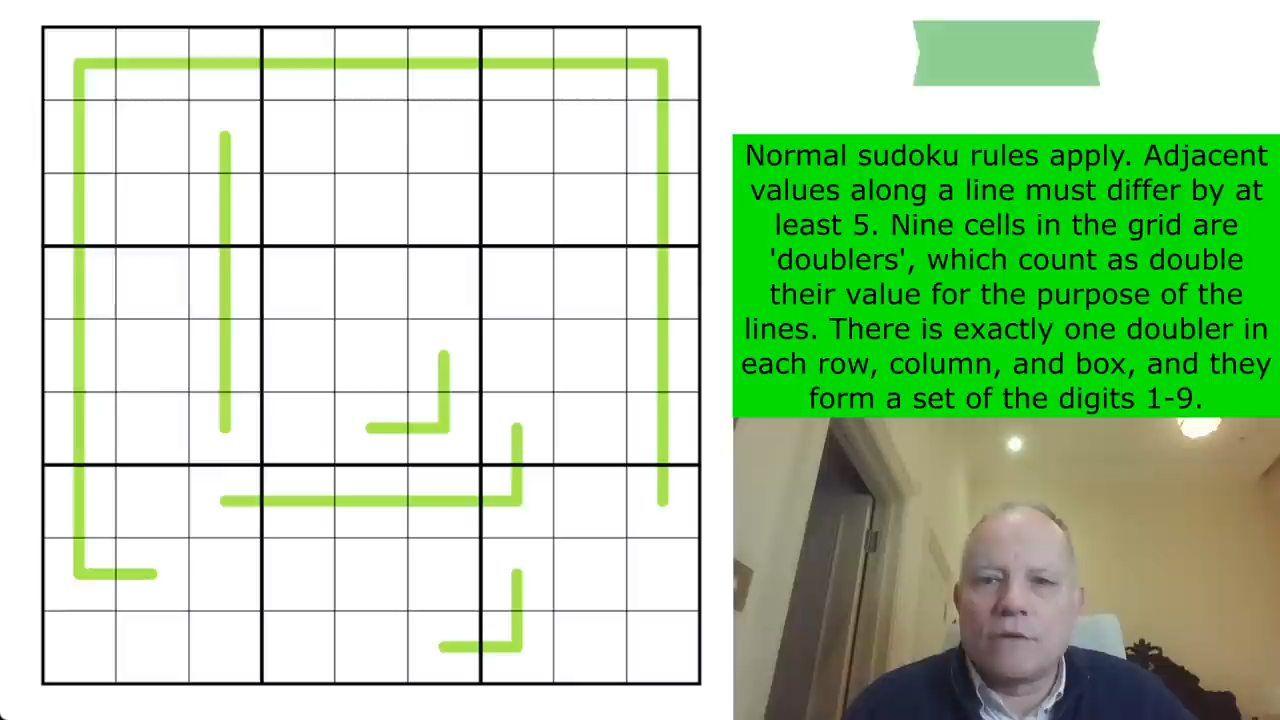 Normal sudoku rules apply. Adjacent
values along a line must differ by at
least 5. Nine cells in the grid are
'doublers', which count as double
their value for the purpose of the
lines. There is exactly one doubler in
each row, column, and box, and they
form a set of the digits 1-9.